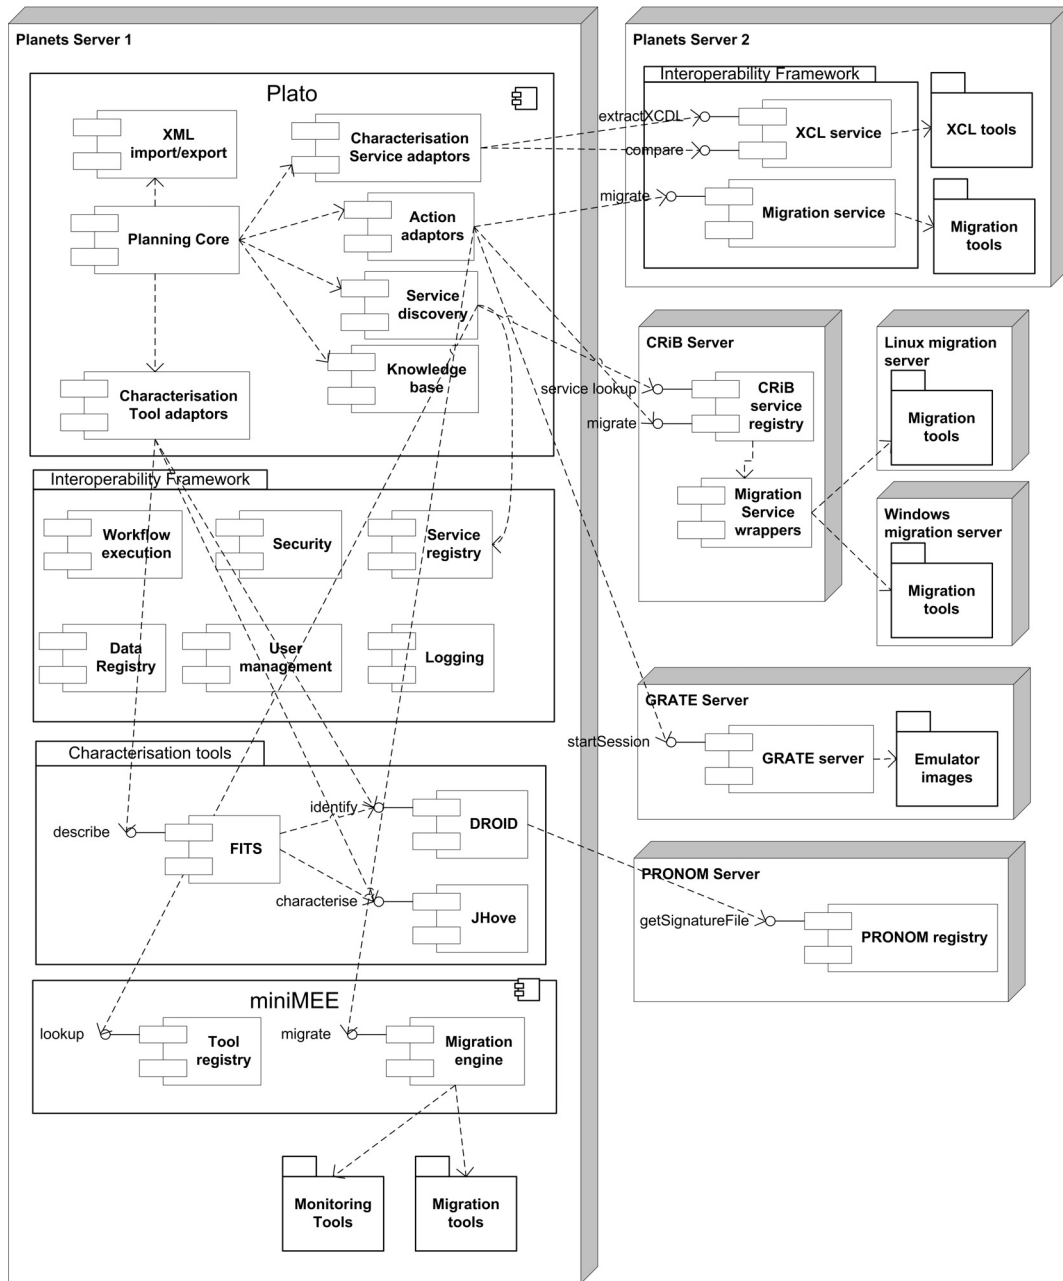 Planets Server 1
Plato
XML
import/export
Characterisation
Service adaptors
Planning Core
Action
adaptors
Service
discovery
Knowledge
base
Characterisation
Tool adaptors
Interoperability Framework
Workflow
execution
Security
Service
registry
Data
Registry
User
management
Logging
Characterisation tools
describe
FITS
identify
DROID
characterise
JHove
miniMEE
lookup
Tool
registry
migrate
Migration
engine
Monitoring
Tools
Migration
tools
Planets Server 2
Interoperability Framework
extractXCDL
compare
XCL service
XCL tools
migrate
Migration service
Migration
tools
CRiB Server
service lookup
migrate
CRiB
service
registry
Migration
Service
wrappers
Linux migration
server
Migration
tools
Windows
migration server
Migration
tools
GRATE Server
startSession
GRATE server
Emulator
images
PRONOM Server
getSignatureFile
PRONOM registry